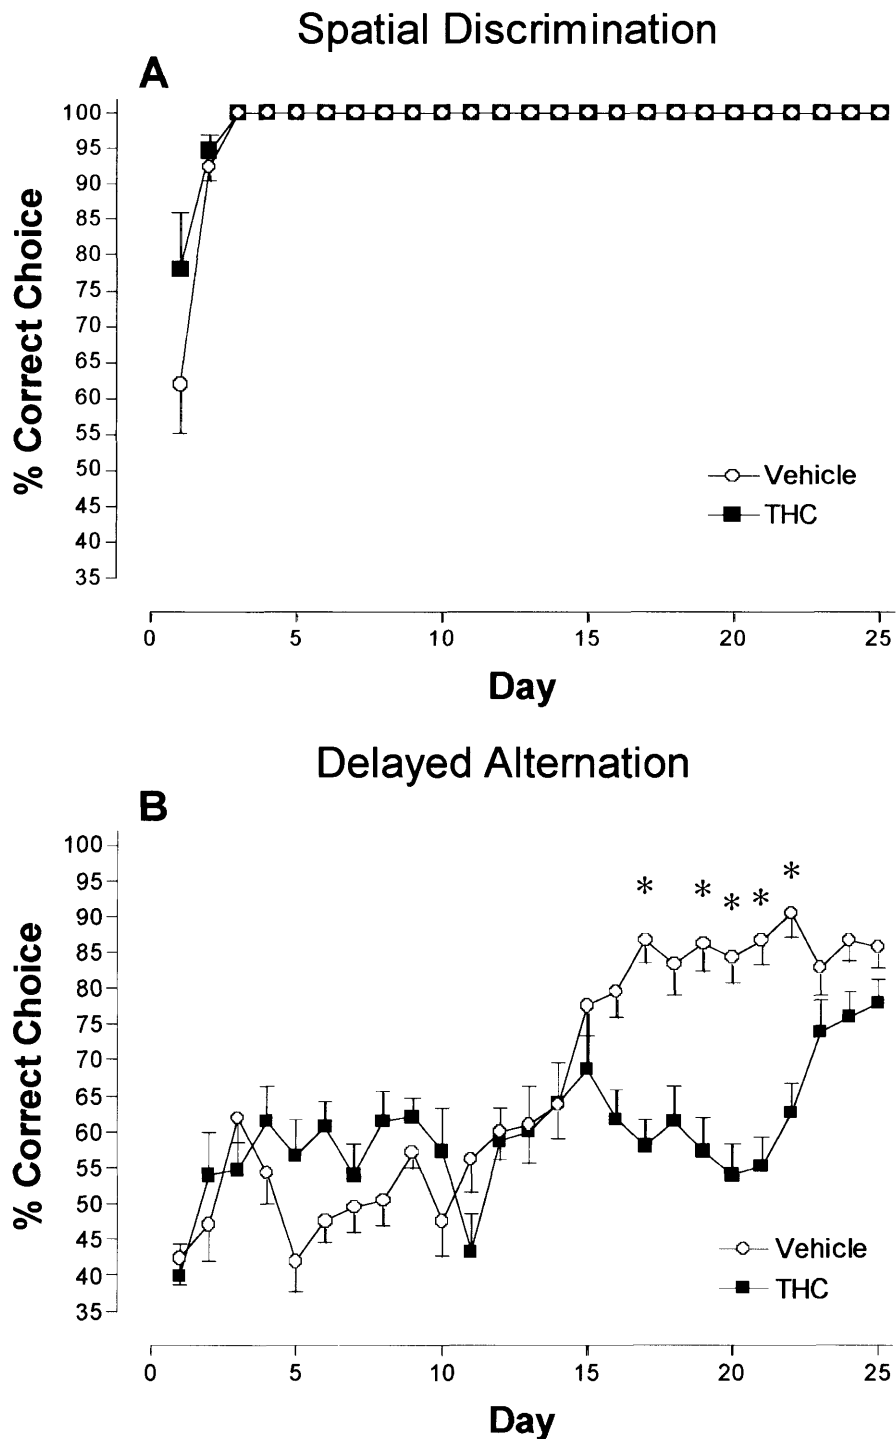 Spatial Discrimination
A
% Correct Choice
100
95
90
85
80
75
70
65
60
55
50
45
40
35
Vehicle
THC
0 5 10 15 20 25
Day
Delayed Alternation
B
% Correct Choice
100
95
90
85
80
75
70
65
60
55
50
45
40
35
* * * * *
Vehicle
THC
0 5 10 15 20 25
Day